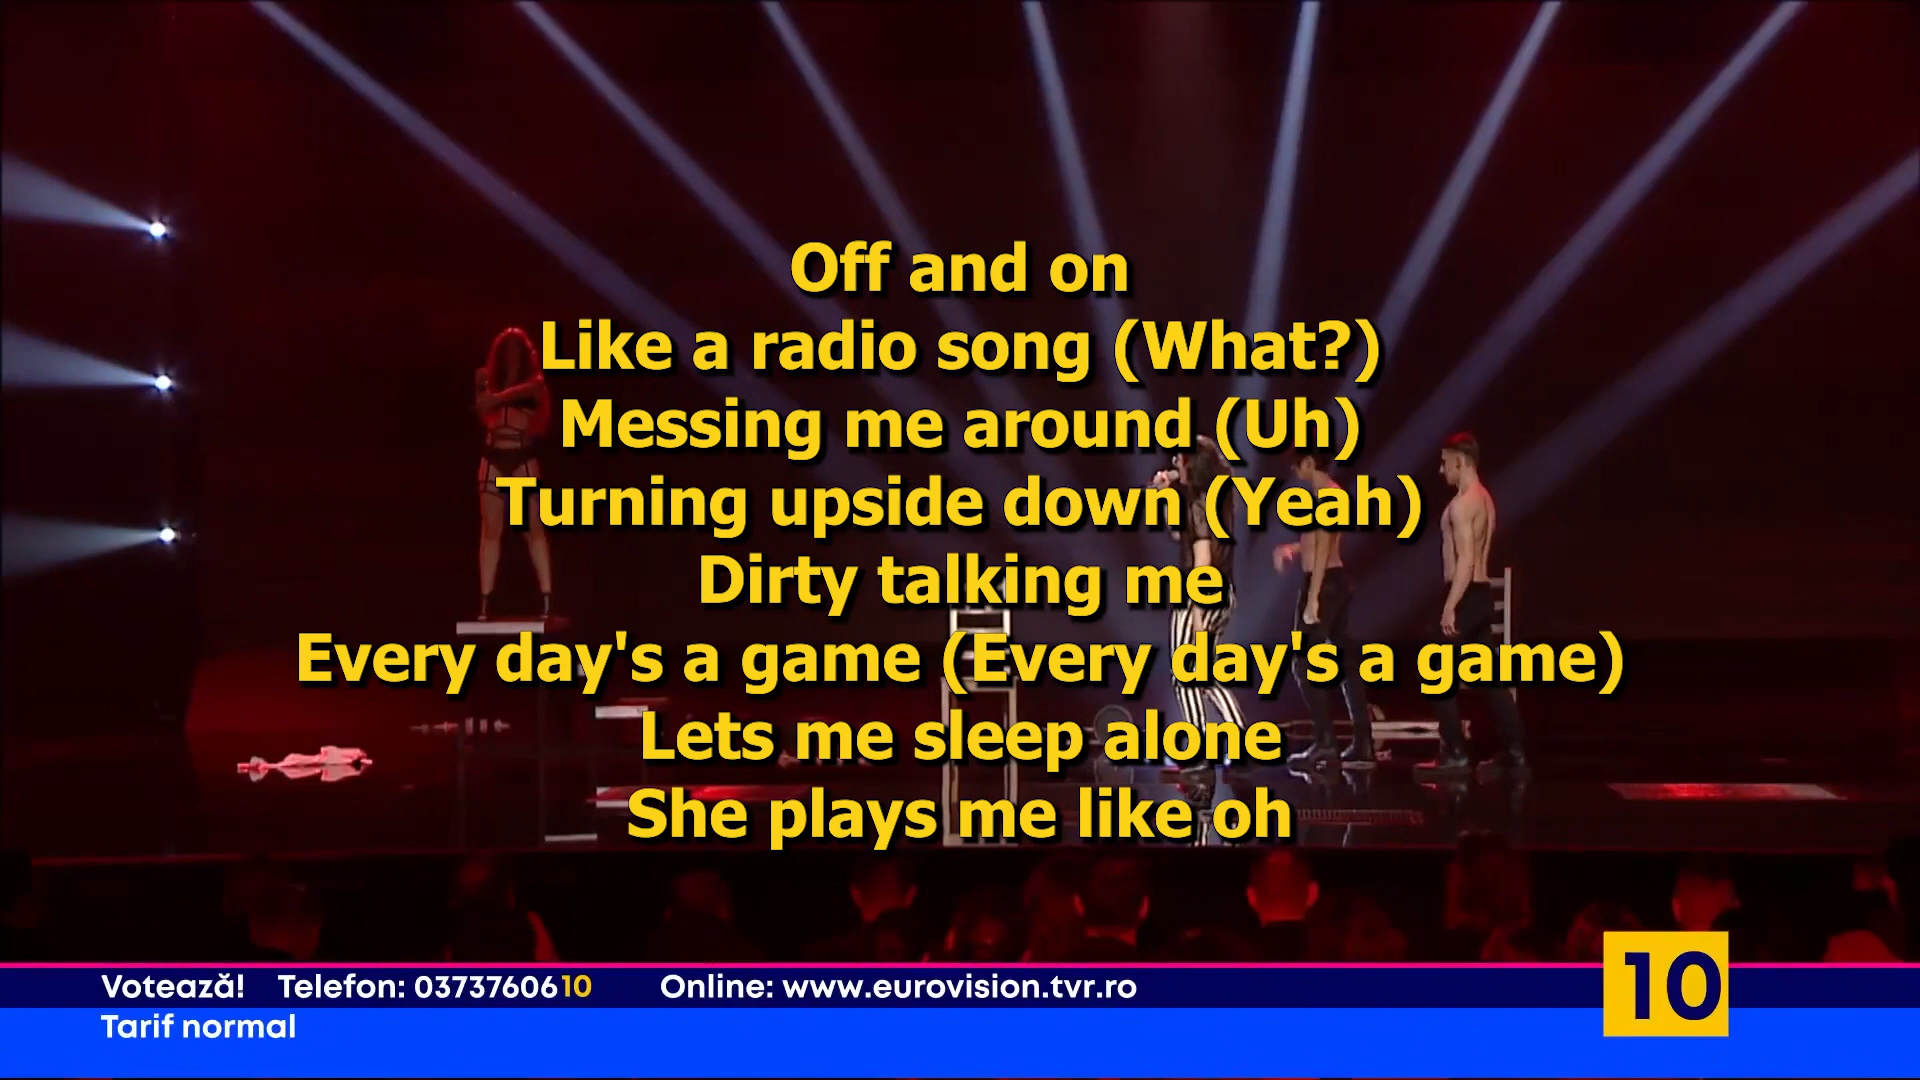 Off and on
Like a radio song (What?)
Messing me around (Uh)
Turning upside down (Yeah)
Dirty talking me
Every day's a game (Every day's a game)
Lets me sleep alone
She plays me like oh
Votează! Telefon: 0373760610 Online: www.eurovision.tvr.ro
10
Tarif normal